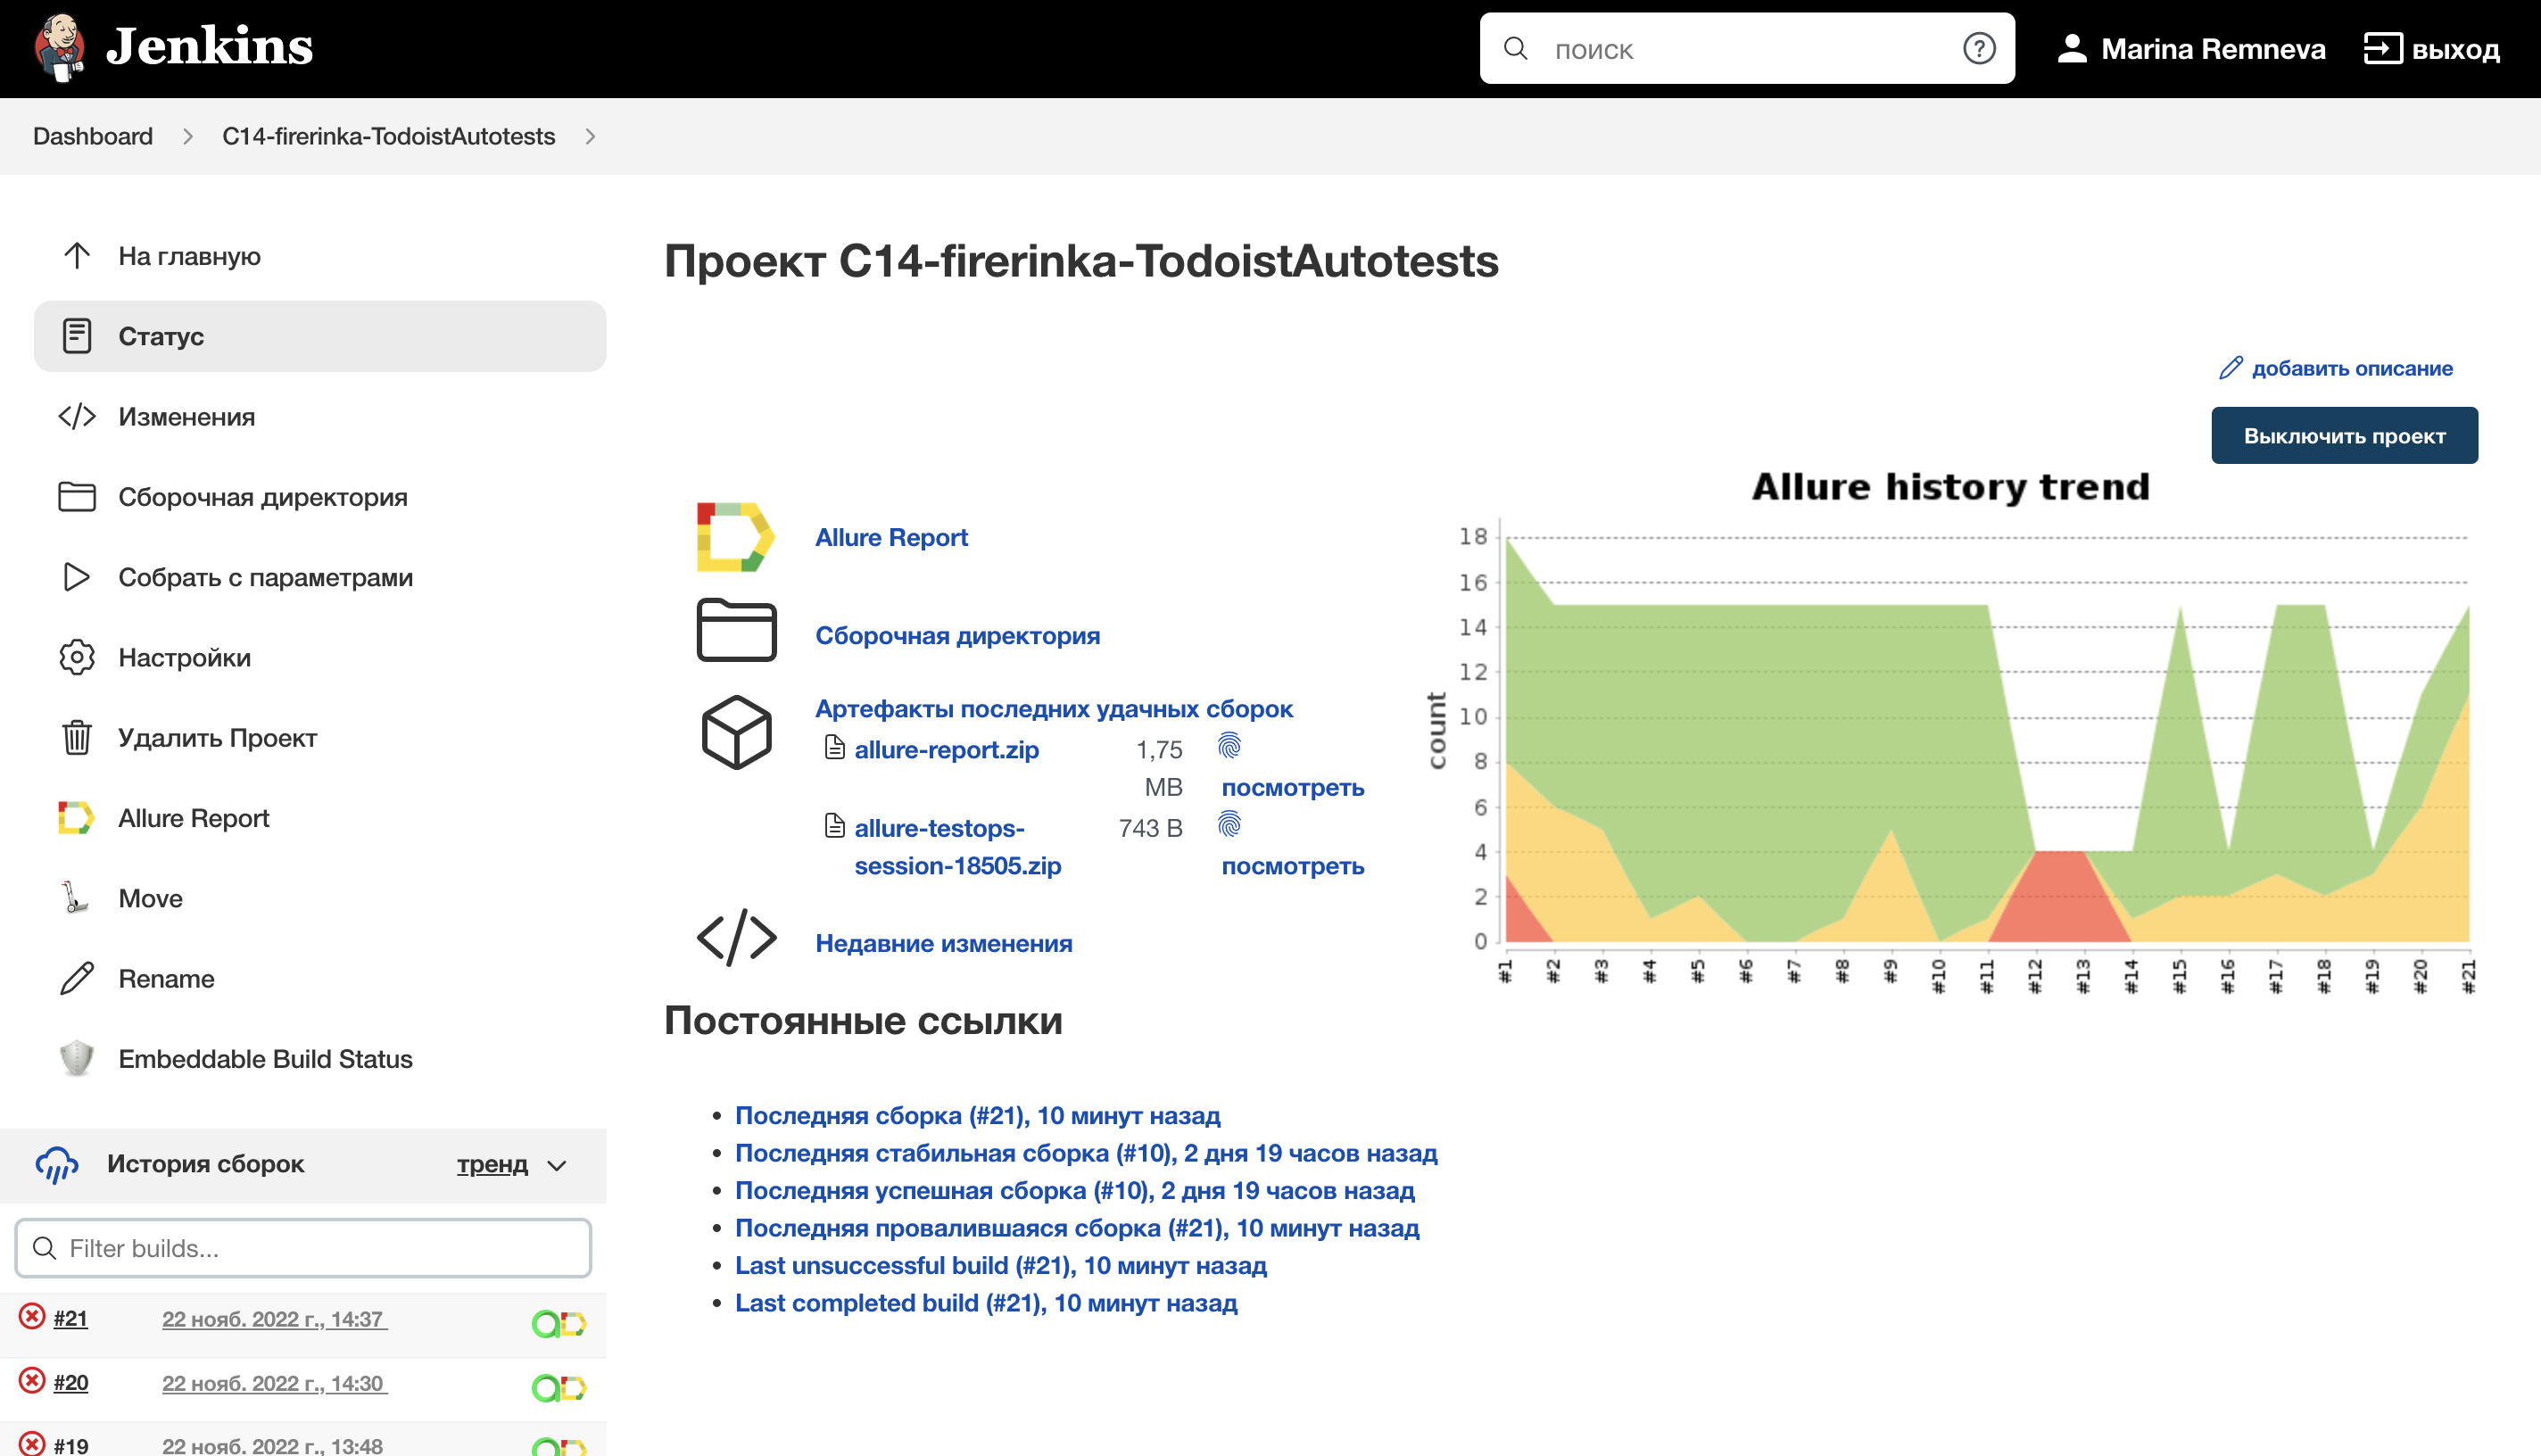 Jenkins
поиск
Marina Remneva
выход
Dashboard
C14-firerinka-TodoistAutotests
На главную
Статус
Изменения
Сборочная директория
Собрать с параметрами
Настройки
Удалить Проект
Allure Report
Move
Rename
Embeddable Build Status
История сборок
тренд
Filter builds...
#21 22 нояб. 2022 г., 14:37
#20 22 нояб. 2022 г., 14:30
#19 22 нояб. 2022 г., 13:48
Проект C14-firerinka-TodoistAutotests
добавить описание
Выключить проект
Allure Report
Сборочная директория
Артефакты последних удачных сборок
allure-report.zip 1,75
MB посмотреть
allure-testops- 743 B
session-18505.zip посмотреть
Недавние изменения
Allure history trend
count
18
16
14
12
10
8
6
4
2
0
#1 #2 #3 #4 #5 #6 #7 #8 #9 #10 #11 #12 #13 #14 #15 #16 #17 #18 #19 #20 #21
Постоянные ссылки
Последняя сборка (#21), 10 минут назад
Последняя стабильная сборка (#10), 2 дня 19 часов назад
Последняя успешная сборка (#10), 2 дня 19 часов назад
Последняя провалившаяся сборка (#21), 10 минут назад
Last unsuccessful build (#21), 10 минут назад
Last completed build (#21), 10 минут назад